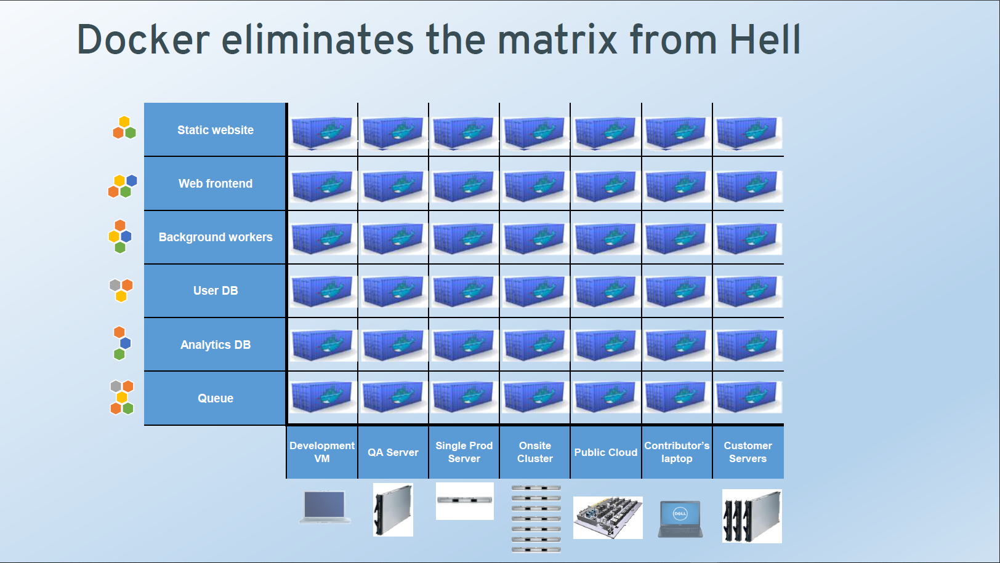 Docker eliminates the matrix from Hell
Static website
Web frontend
Background workers
User DB
Analytics DB
Queue
Development
VM
QA Server
Single Prod
Server
Onsite
Cluster
Public Cloud
Contributor’s
laptop
Customer
Servers
DELL